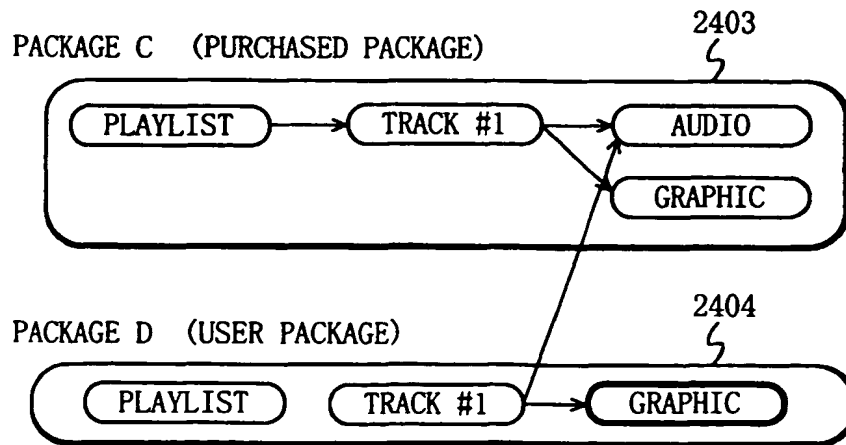 2403
PACKAGE C (PURCHASED PACKAGE)
PLAYLIST TRACK #1 AUDIO
GRAPHIC
2404
PACKAGE D (USER PACKAGE)
PLAYLIST TRACK #1 GRAPHIC